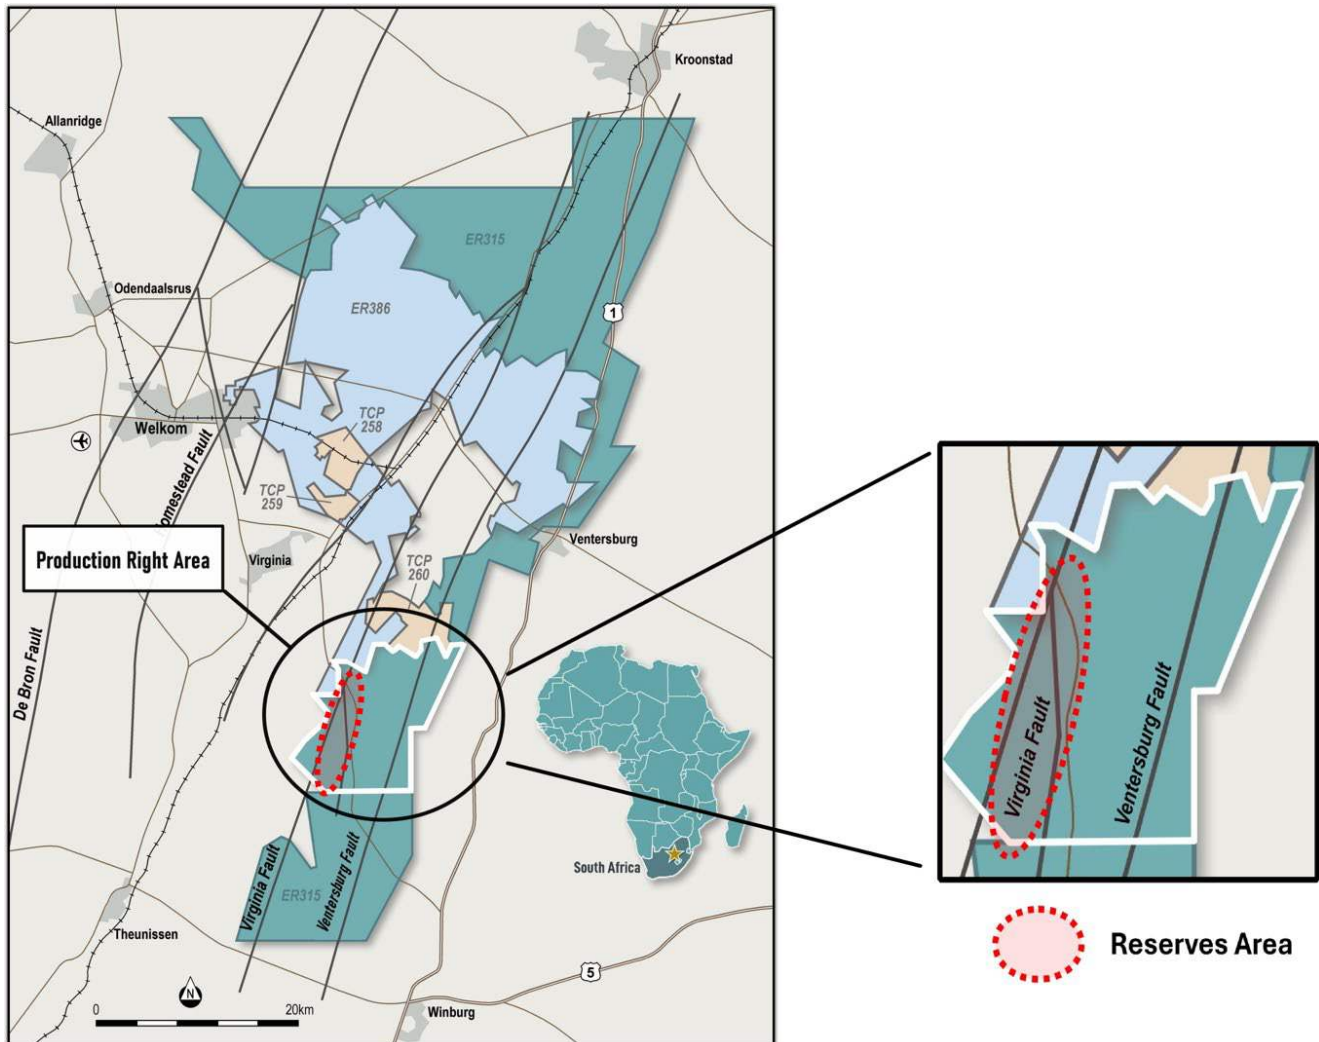 Kroonstad
Allanridge
ER315
Odendaalsrus
ER386
1
TCP
258
Welkom
TCP
259
omestead Fault
Production Right Area
Virginia
Ventersburg
TCP
260
De Bron Fault
Virginia Fault
Ventersburg Fault
South Africa
Virginia Fault
ER315
Ventersburg Fault
Theunissen
Reserves Area
5
N
0
20km
Winburg